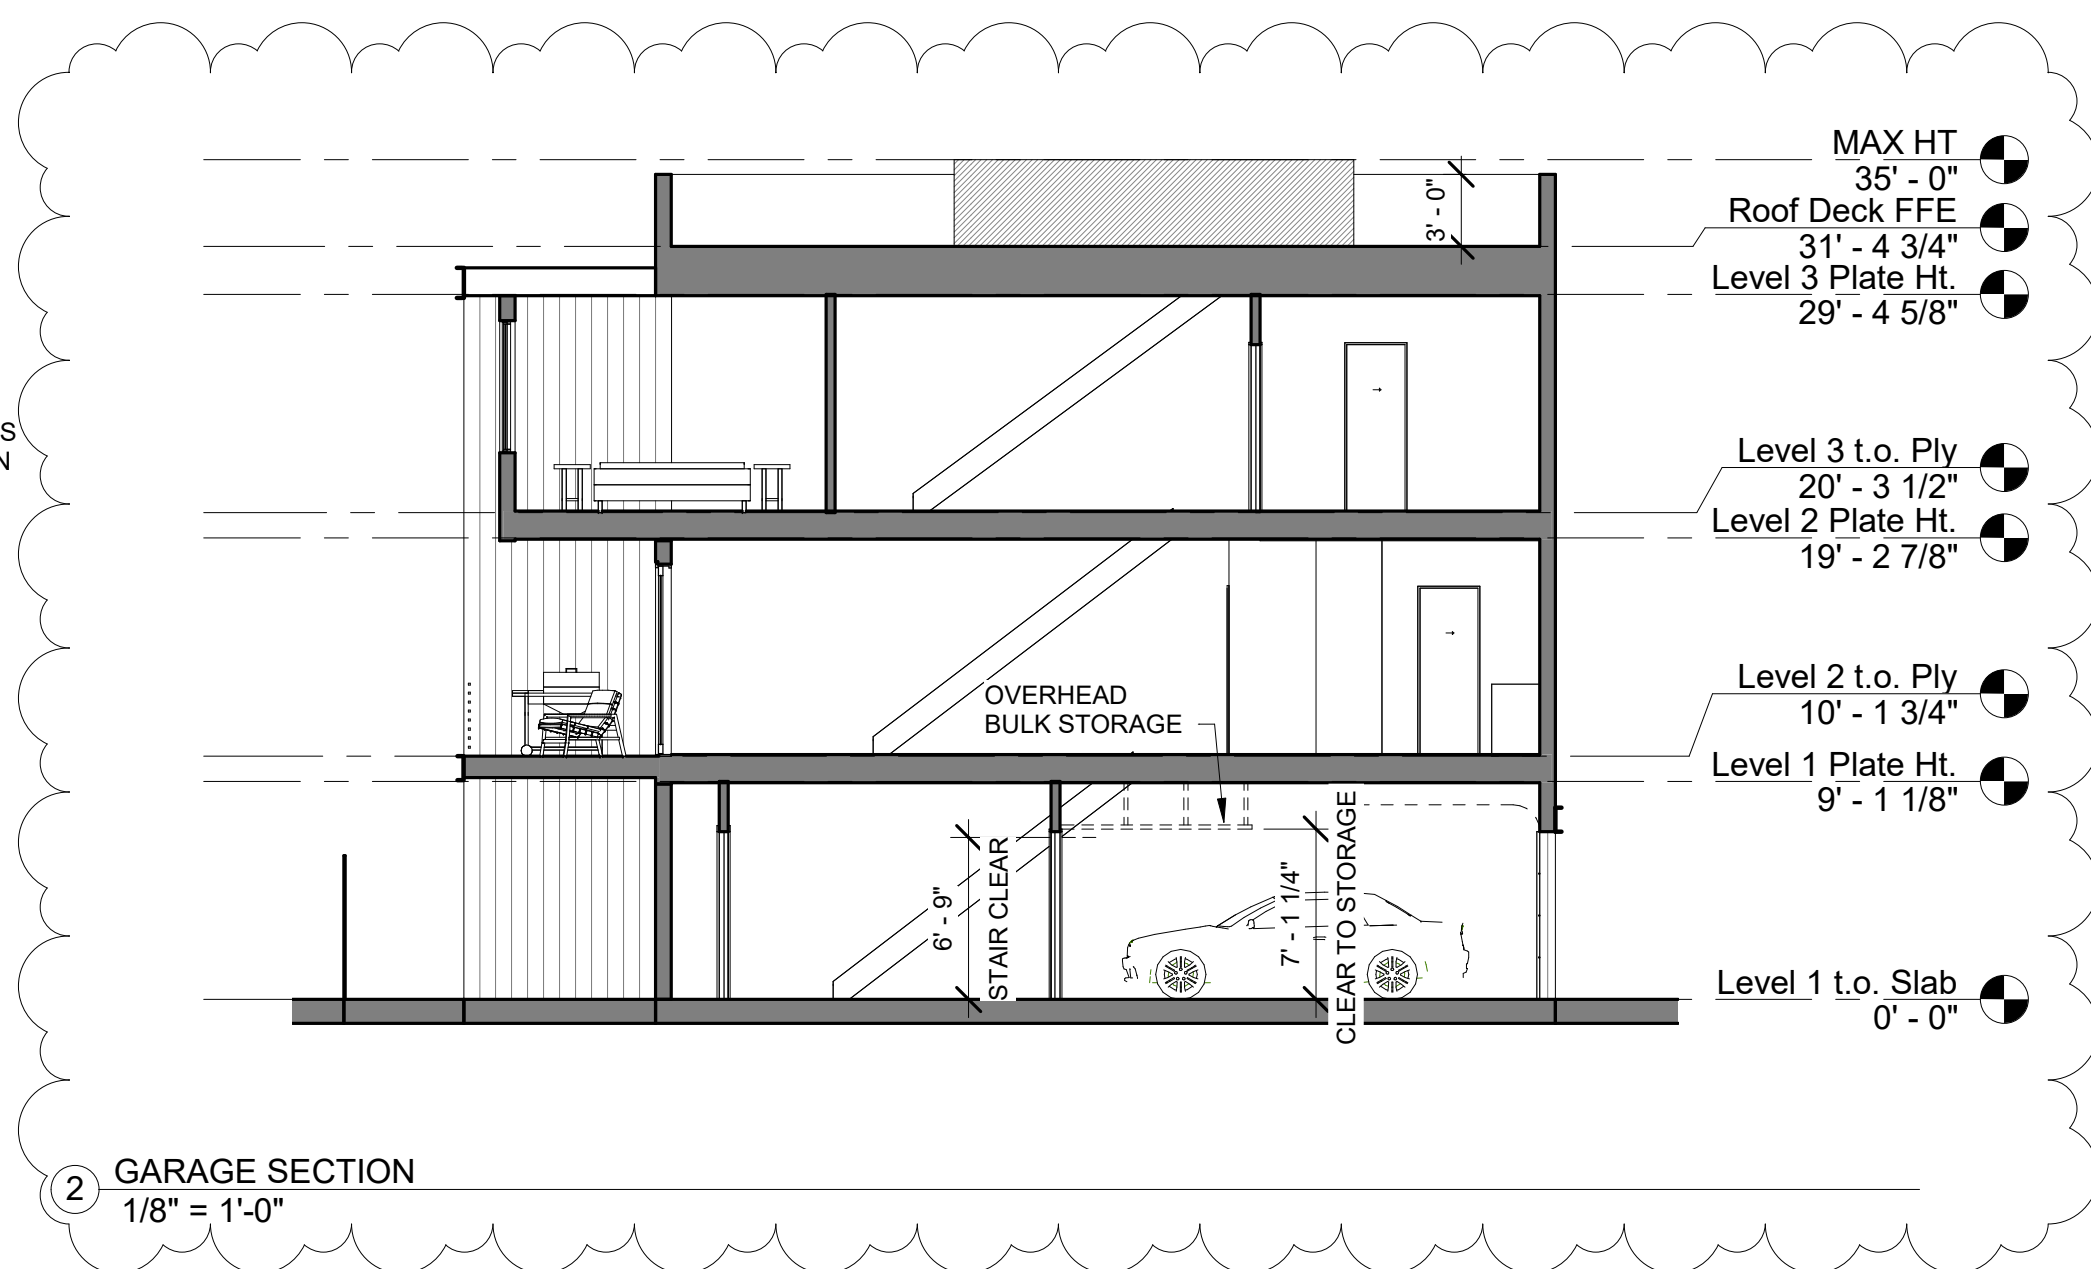 MAX HT
35' - 0"
Roof Deck FFE
31' - 4 3/4"
Level 3 Plate Ht.
29' - 4 5/8"
3' - 0"
S
N
Level 3 t.o. Ply
20' - 3 1/2"
Level 2 Plate Ht.
19' - 2 7/8"
OVERHEAD
BULK STORAGE
Level 2 t.o. Ply
10' - 1 3/4"
Level 1 Plate Ht.
9' - 1 1/8"
6' - 9"
STAIR CLEAR
7' - 1 1/4"
CLEAR TO STORAGE
Level 1 t.o. Slab
0' - 0"
2
GARAGE SECTION
1/8" = 1'-0"